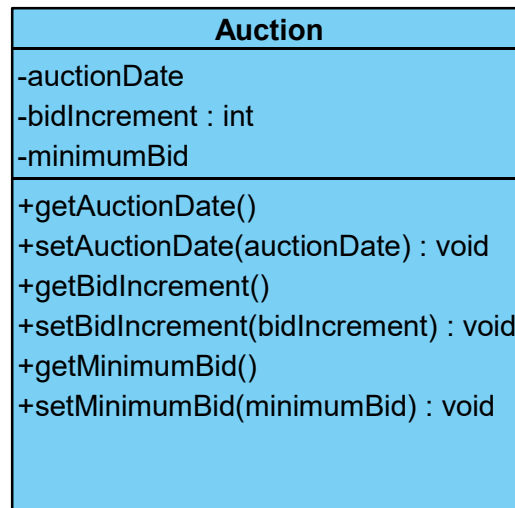 Auction
-auctionDate
-bidIncrement : int
-minimumBid
+getAuctionDate()
+setAuctionDate(auctionDate) : void
+getBidIncrement()
+setBidIncrement(bidIncrement) : void
+getMinimumBid()
+setMinimumBid(minimumBid) : void